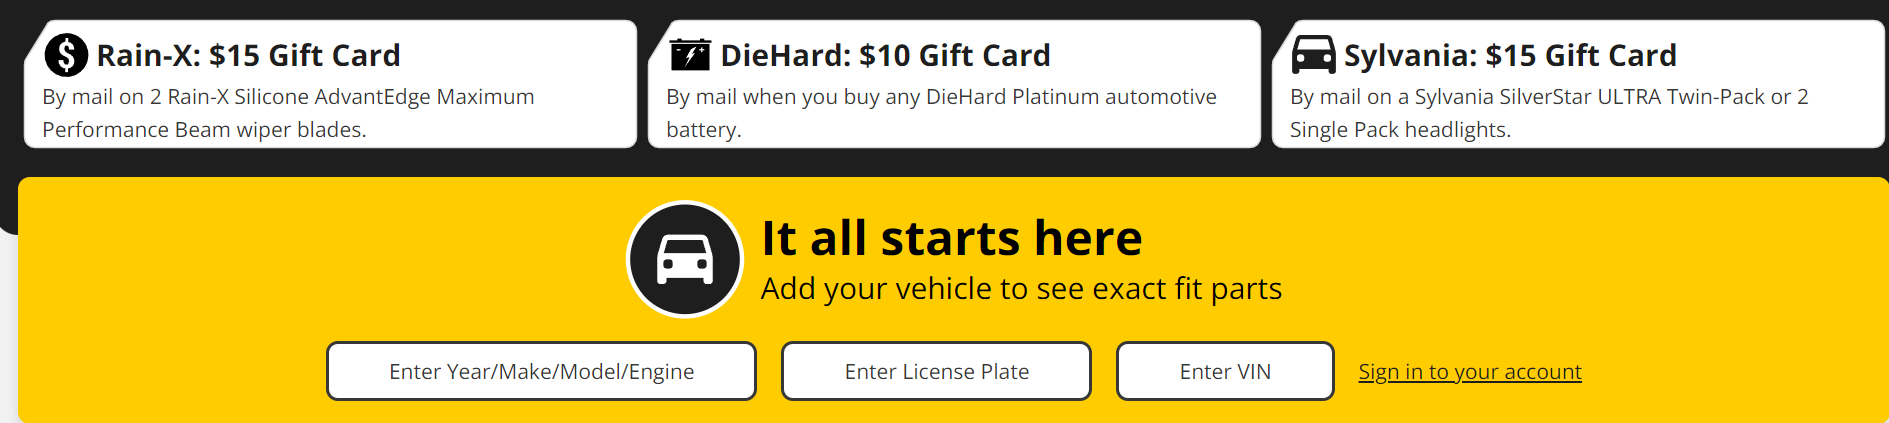 Rain-X: $15 Gift Card
By mail on 2 Rain-X Silicone AdvantEdge Maximum
Performance Beam wiper blades.
DieHard: $10 Gift Card
By mail when you buy any DieHard Platinum automotive
battery.
Sylvania: $15 Gift Card
By mail on a Sylvania SilverStar ULTRA Twin-Pack or 2
Single Pack headlights.
It all starts here
Add your vehicle to see exact fit parts
Enter Year/Make/Model/Engine
Enter License Plate
Enter VIN
Sign in to your account